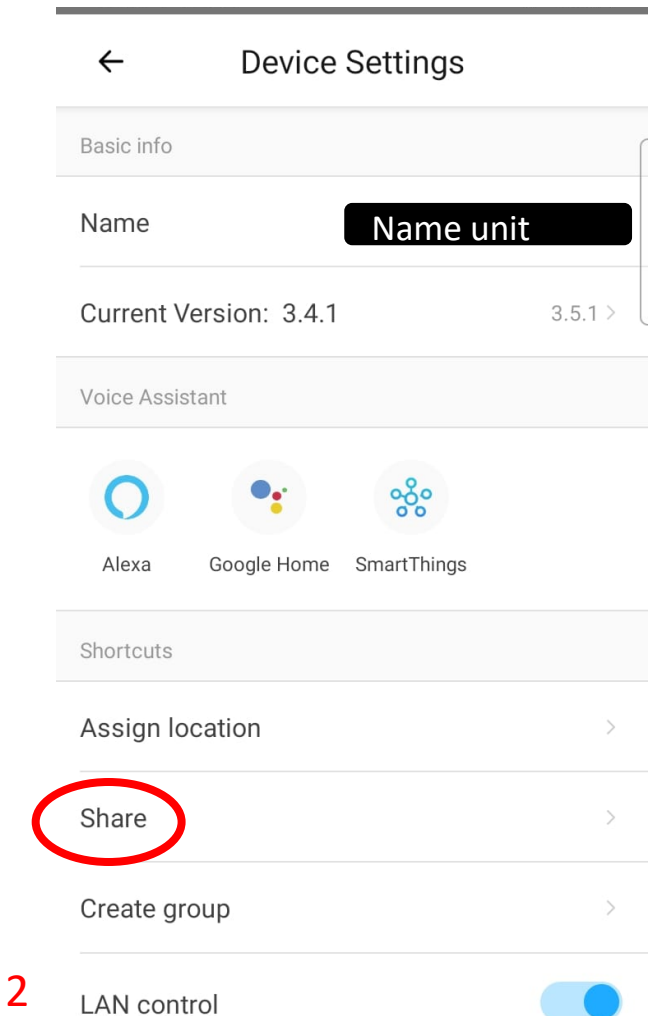 Device Settings
Basic info
Name Name unit
Current Version: 3.4.1 3.5.1 >
Voice Assistant
Alexa Google Home SmartThings
Shortcuts
Assign location >
Share >
Create group >
2 LAN control